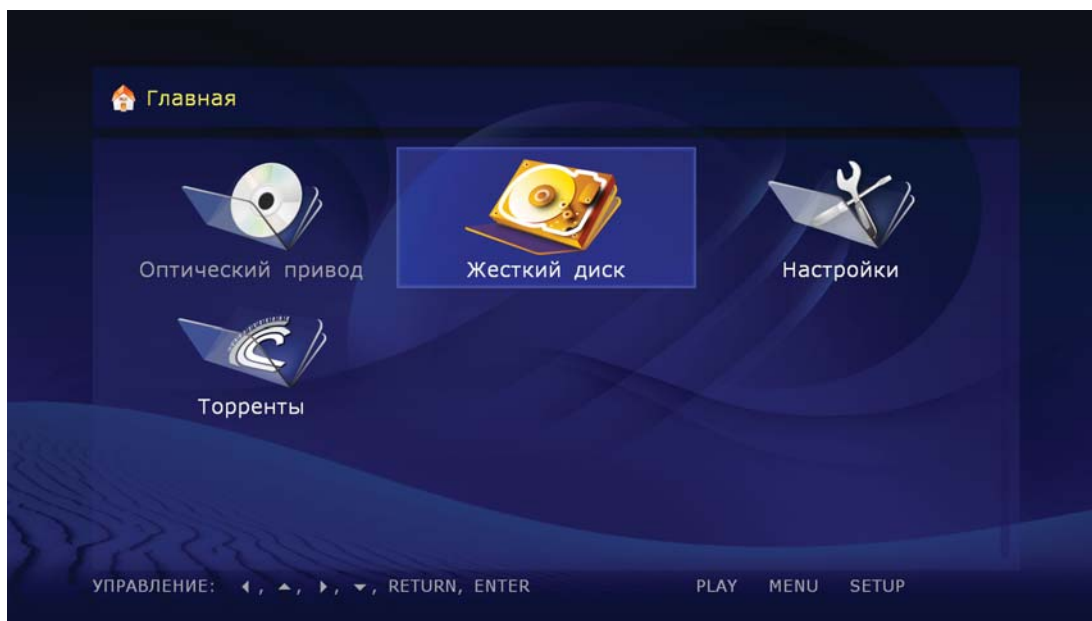 Главная
Оптический привод
Жесткий диск
Настройки
Торренты
УПРАВЛЕНИЕ: ◂, ▴, ▸, ▾, RETURN, ENTER
PLAY MENU SETUP